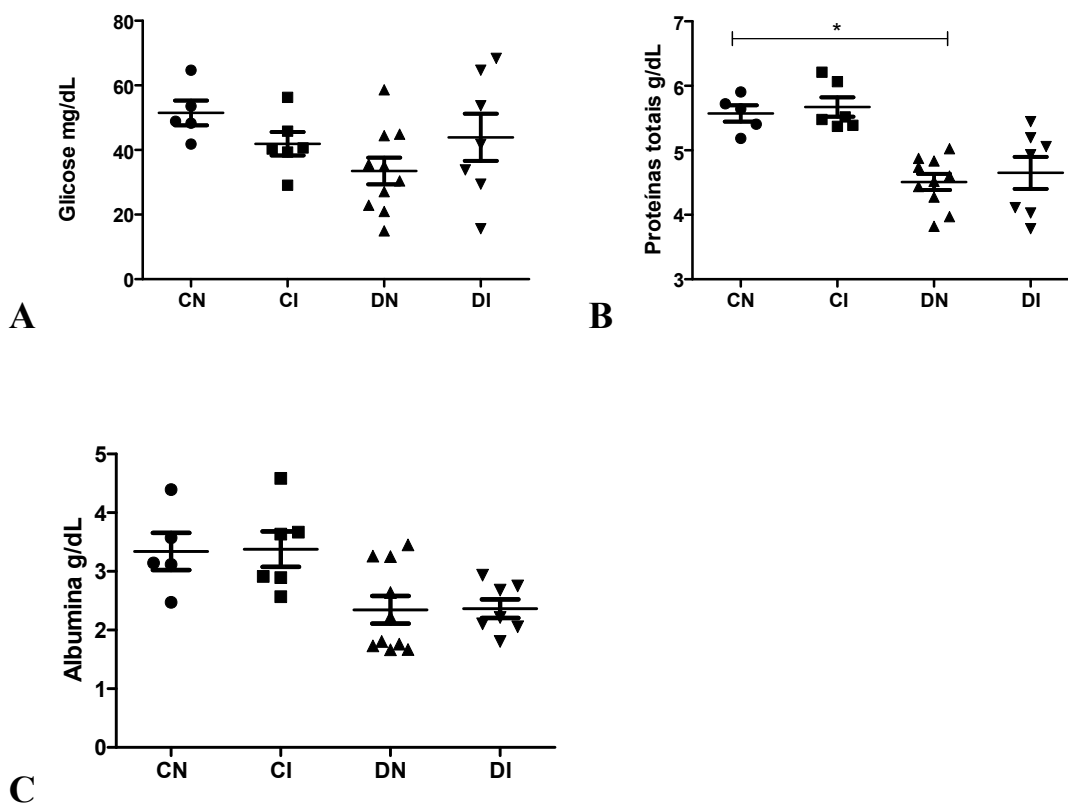 Glicose mg/dL
80
60
40
20
0
CN CI DN DI
A
Proteínas totais g/dL
7
6
5
4
3
*
CN CI DN DI
B
Albumina g/dL
5
4
3
2
1
0
CN CI DN DI
C